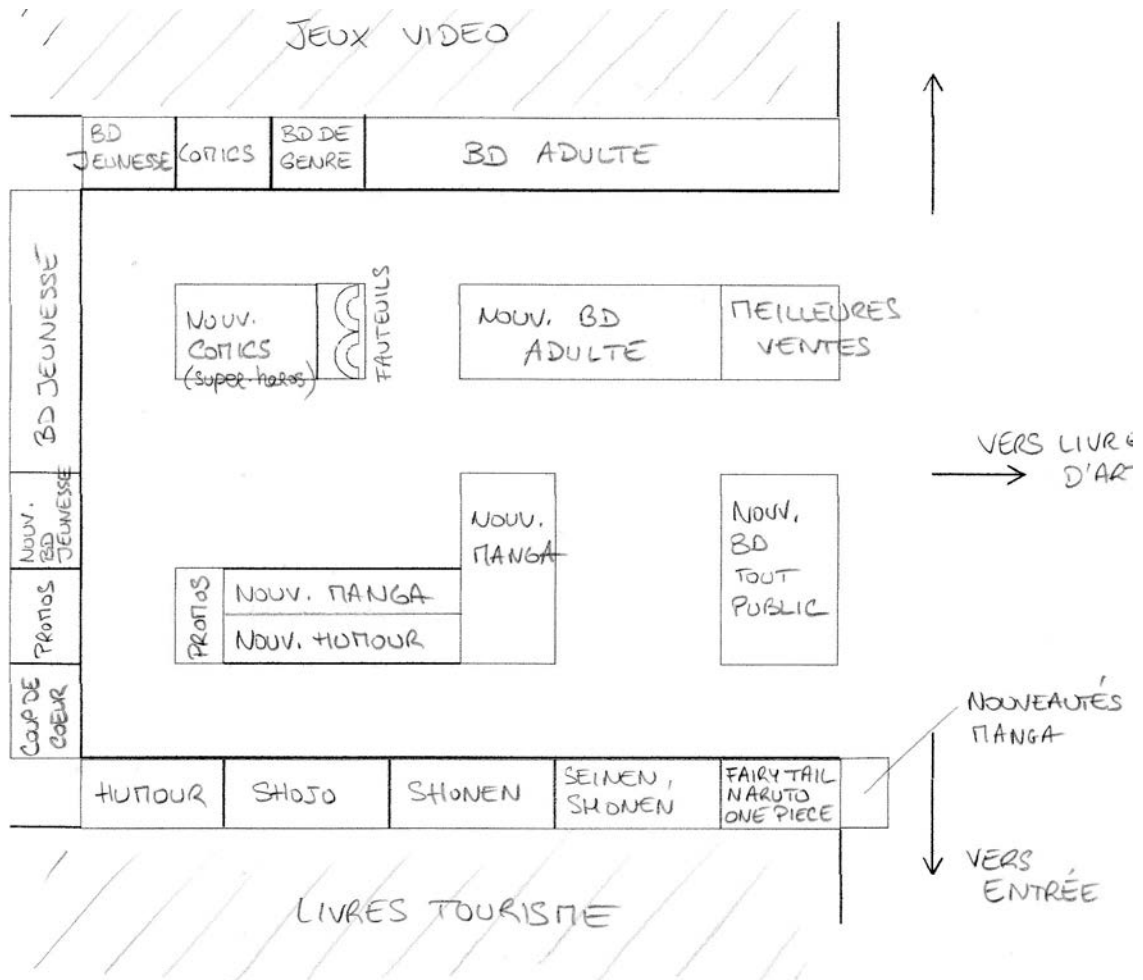 JEUX VIDEO
BD
JEUNESSE
COMICS
BD DE
GENRE
BD ADULTE
BD JEUNESSE
NOUV.
COMICS
(super-heros)
FAUTEUILS
NOUV. BD
ADULTE
MEILLEURES
VENTES
VERS LIVRE
D'ART
NOUV.
BD
JEUNESSE
NOUV.
MANGA
NOUV.
BD
TOUT
PUBLIC
PROMOS
PROMOS
NOUV. MANGA
NOUV. HUMOUR
COUP DE
COEUR
NOUVEAUTÉS
MANGA
HUMOUR
SHOJO
SHONEN
SEINEN,
SHONEN
FAIRY TAIL
NARUTO
ONE PIECE
VERS
ENTRÉE
LIVRES TOURISME